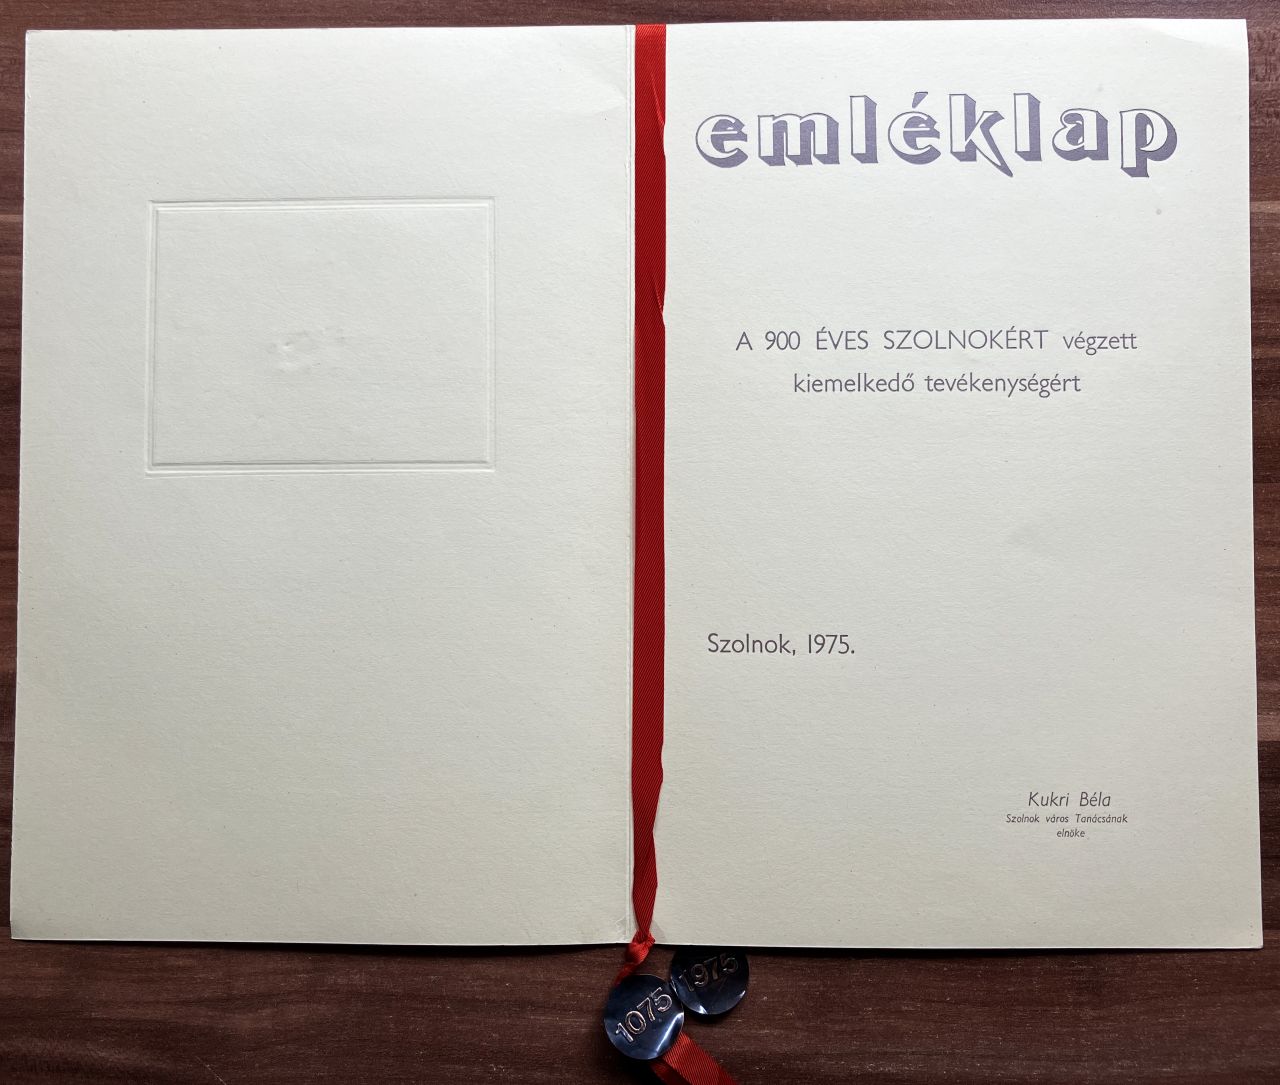 emléklap
A 900 ÉVES SZOLNOKÉRT végzett
kiemelkedő tevékenységért
Szolnok, 1975.
Kukri Béla
Szolnok város Tanácsának
elnöke
1975
1075